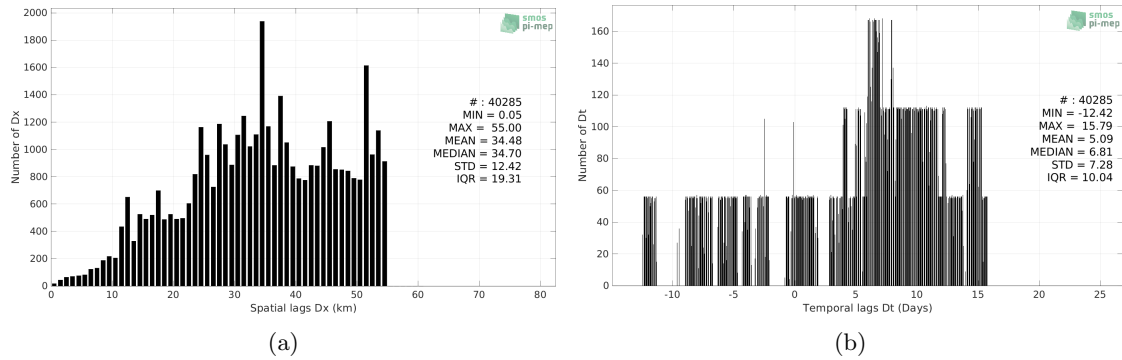 2000
1800
1600
1400
1200
1000
800
600
400
200
0
Number of Dx
smos
pi-mep
# : 40285
MIN = 0.05
MAX = 55.00
MEAN = 34.48
MEDIAN = 34.70
STD = 12.42
IQR = 19.31
0 10 20 30 40 50 60 70 80
Spatial lags Dx (km)
(a)
160
140
120
100
80
60
40
20
0
Number of Dt
smos
pi-mep
# : 40285
MIN = -12.42
MAX = 15.79
MEAN = 5.09
MEDIAN = 6.81
STD = 7.28
IQR = 10.04
-10 -5 0 5 10 15 20 25
Temporal lags Dt (Days)
(b)